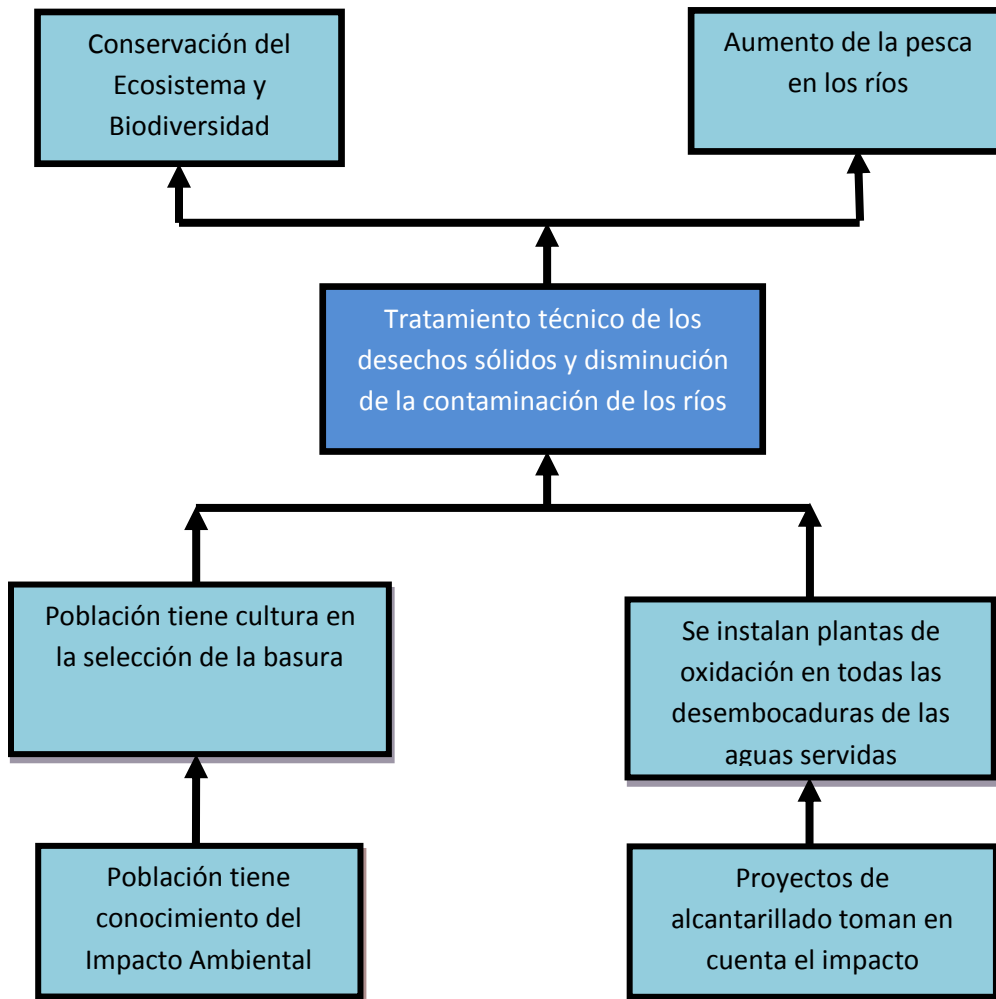 Conservación del
Ecosistema y
Biodiversidad
Aumento de la pesca
en los ríos
Tratamiento técnico de los
desechos sólidos y disminución
de la contaminación de los ríos
Población tiene cultura en
la selección de la basura
Se instalan plantas de
oxidación en todas las
desembocaduras de las
aguas servidas
Población tiene
conocimiento del
Impacto Ambiental
Proyectos de
alcantarillado toman en
cuenta el impacto